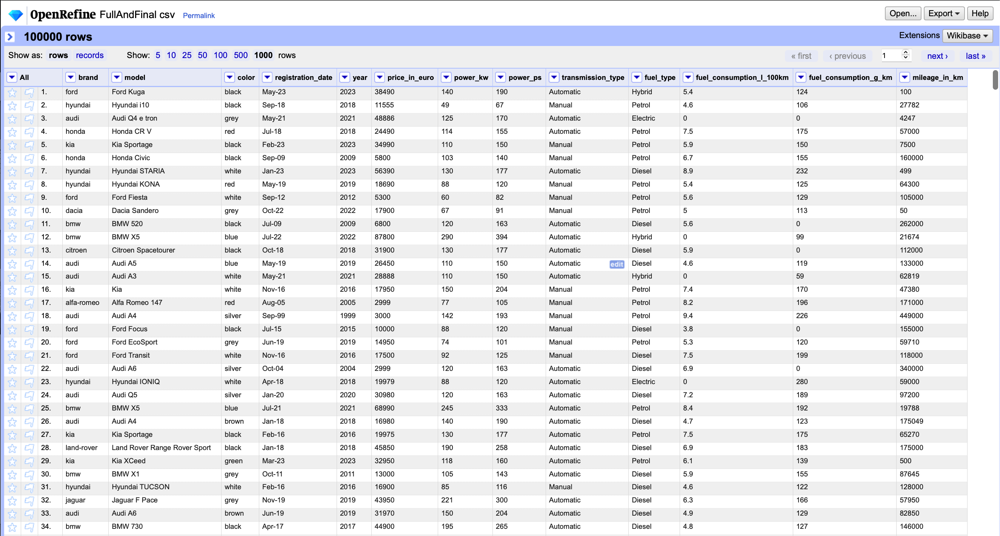 OpenRefine FullAndFinal csv Permalink Open... Export Help
100000 rows Extensions Wikibase
Show as: rows records Show: 5 10 25 50 100 500 1000 rows « first ‹ previous 1 next › last »
All brand model color registration_date year price_in_euro power_kw power_ps transmission_type fuel_type fuel_consumption_l_100km fuel_consumption_g_km mileage_in_km
1. ford Ford Kuga black May-23 2023 38490 140 190 Automatic Hybrid 5.4 124 100
2. hyundai Hyundai i10 black Sep-18 2018 11555 49 67 Manual Petrol 4.6 106 27782
3. audi Audi Q4 e tron grey May-21 2021 48886 125 170 Automatic Electric 0 0 4247
4. honda Honda CR V red Jul-18 2018 24490 114 155 Automatic Petrol 7.5 175 57000
5. kia Kia Sportage black Feb-23 2023 34990 110 150 Manual Petrol 5.9 150 7500
6. honda Honda Civic black Sep-09 2009 5800 103 140 Manual Petrol 6.7 155 160000
7. hyundai Hyundai STARIA white Jan-23 2023 56390 130 177 Automatic Diesel 8.9 232 499
8. hyundai Hyundai KONA red May-19 2019 18690 88 120 Manual Petrol 5.4 125 64300
9. ford Ford Fiesta white Sep-12 2012 5300 60 82 Manual Petrol 5.6 129 105000
10. dacia Dacia Sandero grey Oct-22 2022 17900 67 91 Manual Petrol 5 113 50
11. bmw BMW 520 black Jul-09 2009 6800 120 163 Automatic Diesel 5.6 0 262000
12. bmw BMW X5 blue Jul-22 2022 87800 290 394 Automatic Hybrid 0 99 21674
13. citroen Citroen Spacetourer black Oct-18 2018 31900 130 177 Automatic Diesel 5.9 0 112000
14. audi Audi A5 blue May-19 2019 26450 110 150 Automatic edit Diesel 4.6 119 133000
15. audi Audi A3 white May-21 2021 28888 110 150 Automatic Hybrid 0 59 62819
16. kia Kia white Nov-16 2016 17950 150 204 Manual Petrol 7.4 170 47380
17. alfa-romeo Alfa Romeo 147 red Aug-05 2005 2999 77 105 Manual Petrol 8.2 196 171000
18. audi Audi A4 silver Sep-99 1999 3000 142 193 Manual Petrol 9.4 226 449000
19. ford Ford Focus black Jul-15 2015 10000 88 120 Manual Diesel 3.8 0 155000
20. ford Ford EcoSport grey Jun-19 2019 14950 74 101 Manual Petrol 5.3 120 59710
21. ford Ford Transit white Nov-16 2016 17500 92 125 Manual Diesel 7.5 199 118000
22. audi Audi A6 silver Oct-04 2004 2999 120 163 Automatic Diesel 6.9 0 340000
23. hyundai Hyundai IONIQ white Apr-18 2018 19979 88 120 Automatic Electric 0 280 59000
24. audi Audi Q5 silver Jan-20 2020 30980 120 163 Automatic Diesel 7.2 189 97200
25. bmw BMW X5 blue Jul-21 2021 68990 245 333 Automatic Petrol 8.4 192 19788
26. audi Audi A4 brown Jan-18 2018 16980 140 190 Automatic Diesel 4.7 123 175049
27. kia Kia Sportage black Feb-16 2016 19975 130 177 Automatic Petrol 7.5 175 65270
28. land-rover Land Rover Range Rover Sport black Jan-18 2018 45850 190 258 Automatic Diesel 6.9 183 175000
29. kia Kia XCeed green Mar-23 2023 32950 118 160 Automatic Petrol 6.1 139 500
30. bmw BMW X1 grey Oct-11 2011 13000 105 143 Automatic Diesel 5.9 155 87645
31. hyundai Hyundai TUCSON white Feb-16 2016 16900 85 116 Manual Diesel 4.6 122 128000
32. jaguar Jaguar F Pace grey Nov-19 2019 43950 221 300 Automatic Diesel 6.3 166 57950
33. audi Audi A6 brown Jun-19 2019 31970 150 204 Automatic Diesel 4.9 129 82850
34. bmw BMW 730 black Apr-17 2017 44900 195 265 Automatic Diesel 4.8 127 146000